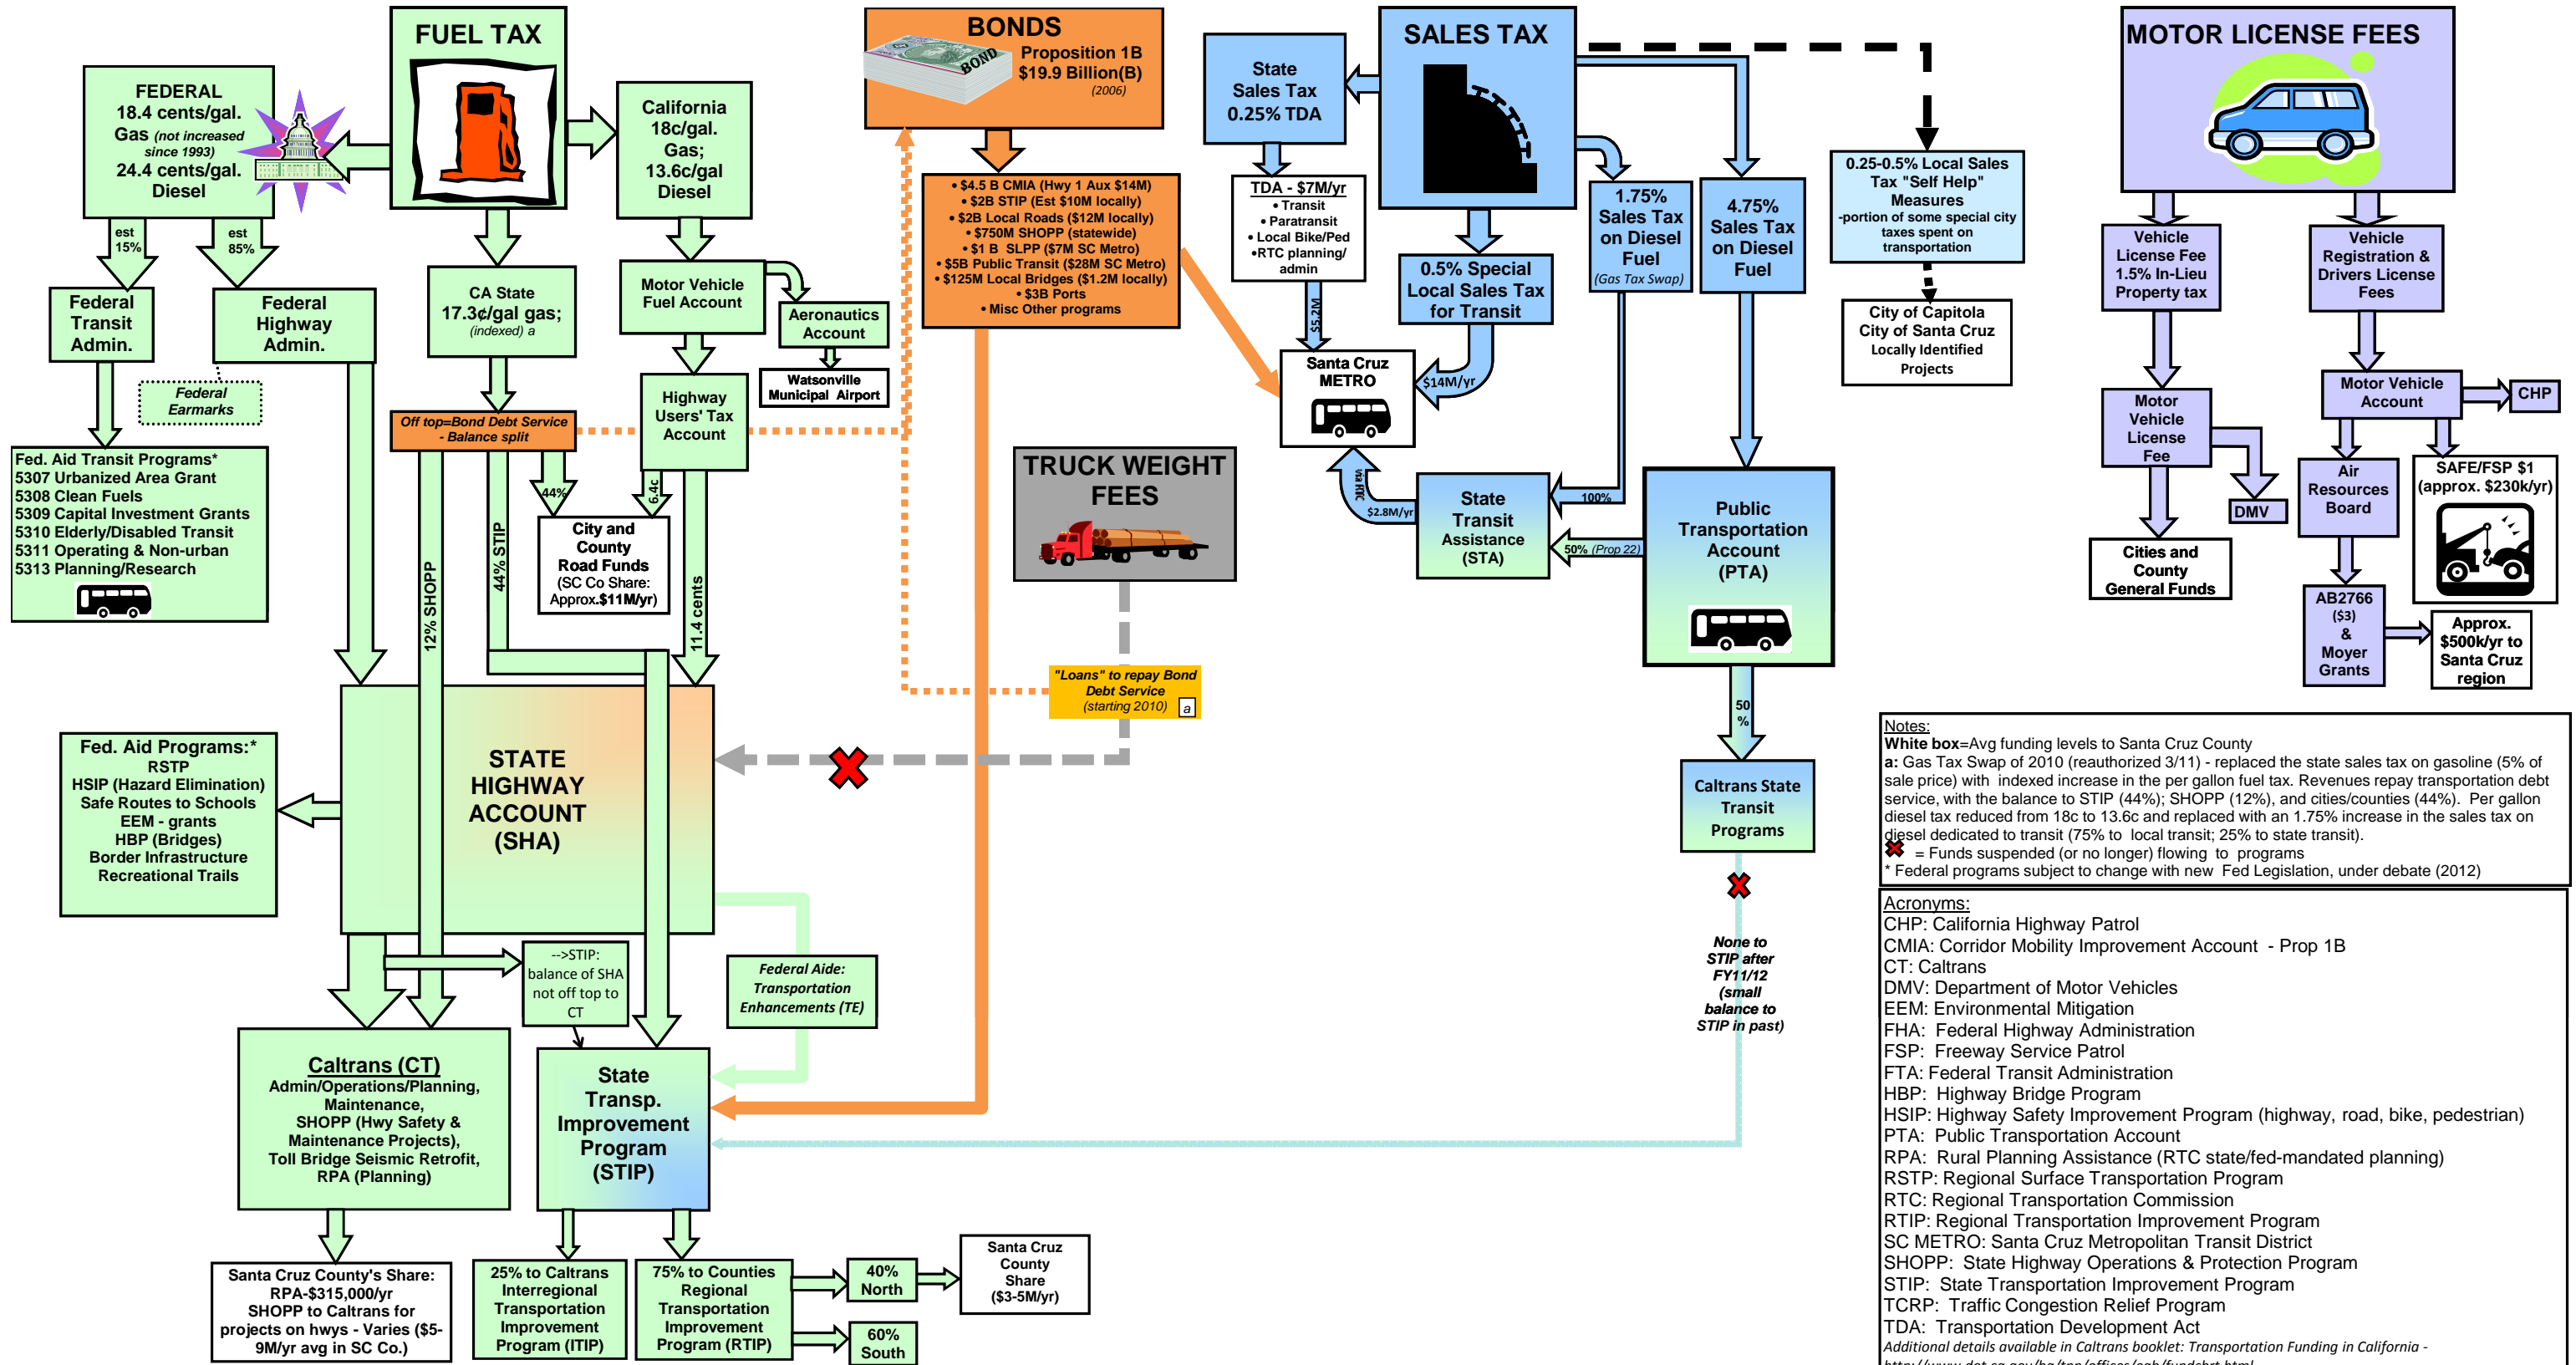 FUEL TAX
FEDERAL
18.4 cents/gal.
Gas (not increased
since 1993)
24.4 cents/gal.
Diesel
California
18c/gal.
Gas;
13.6c/gal
Diesel
est
15%
est
85%
Federal
Transit
Admin.
Federal
Highway
Admin.
Federal
Earmarks
CA State
17.3¢/gal gas;
(indexed) a
Motor Vehicle
Fuel Account
Aeronautics
Account
Watsonville
Municipal Airport
Highway
Users' Tax
Account
Off top=Bond Debt Service
- Balance split
Fed. Aid Transit Programs*
5307 Urbanized Area Grant
5308 Clean Fuels
5309 Capital Investment Grants
5310 Elderly/Disabled Transit
5311 Operating & Non-urban
5313 Planning/Research
12% SHOPP
44% STIP
44%
6.4c
11.4 cents
City and
County
Road Funds
(SC Co Share:
Approx.$11M/yr)
BONDS
BOND
Proposition 1B
$19.9 Billion(B)
(2006)
• $4.5 B CMIA (Hwy 1 Aux $14M)
• $2B STIP (Est $10M locally)
• $2B Local Roads ($12M locally)
• $750M SHOPP (statewide)
• $1 B  SLPP ($7M SC Metro)
• $5B Public Transit ($28M SC Metro)
• $125M Local Bridges ($1.2M locally)
• $3B Ports
• Misc Other programs
TRUCK WEIGHT
FEES
"Loans" to repay Bond
Debt Service
(starting 2010) a
SALES TAX
State
Sales Tax
0.25% TDA
TDA - $7M/yr
• Transit
• Paratransit
• Local Bike/Ped
•RTC planning/
admin
$5.2M
0.5% Special
Local Sales Tax
for Transit
$14M/yr
1.75%
Sales Tax
on Diesel
Fuel
(Gas Tax Swap)
4.75%
Sales Tax
on Diesel
Fuel
0.25-0.5% Local Sales
Tax "Self Help"
Measures
-portion of some special city
taxes spent on
transportation
City of Capitola
City of Santa Cruz
Locally Identified
Projects
Santa Cruz
METRO
via RTC
$2.8M/yr
State
Transit
Assistance
(STA)
100%
50% (Prop 22)
Public
Transportation
Account
(PTA)
50
%
Caltrans State
Transit
Programs
None to
STIP after
FY11/12
(small
balance to
STIP in past)
MOTOR LICENSE FEES
Vehicle
License Fee
1.5% In-Lieu
Property tax
Vehicle
Registration &
Drivers License
Fees
Motor
Vehicle
License
Fee
DMV
Cities and
County
General Funds
Motor Vehicle
Account
CHP
Air
Resources
Board
SAFE/FSP $1
(approx. $230k/yr)
AB2766
($3)
&
Moyer
Grants
Approx.
$500k/yr to
Santa Cruz
region
STATE
HIGHWAY
ACCOUNT
(SHA)
Fed. Aid Programs:*
RSTP
HSIP (Hazard Elimination)
Safe Routes to Schools
EEM - grants
HBP (Bridges)
Border Infrastructure
Recreational Trails
-->STIP:
balance of SHA
not off top to
CT
Federal Aide:
Transportation
Enhancements (TE)
Caltrans (CT)
Admin/Operations/Planning,
Maintenance,
SHOPP (Hwy Safety &
Maintenance Projects),
Toll Bridge Seismic Retrofit,
RPA (Planning)
State
Transp.
Improvement
Program
(STIP)
Santa Cruz County's Share:
RPA-$315,000/yr
SHOPP to Caltrans for
projects on hwys - Varies ($5-
9M/yr avg in SC Co.)
25% to Caltrans
Interregional
Transportation
Improvement
Program (ITIP)
75% to Counties
Regional
Transportation
Improvement
Program (RTIP)
40%
North
60%
South
Santa Cruz
County
Share
($3-5M/yr)
Notes:
White box=Avg funding levels to Santa Cruz County
a: Gas Tax Swap of 2010 (reauthorized 3/11) - replaced the state sales tax on gasoline (5% of
sale price) with  indexed increase in the per gallon fuel tax. Revenues repay transportation debt
service, with the balance to STIP (44%); SHOPP (12%), and cities/counties (44%).  Per gallon
diesel tax reduced from 18c to 13.6c and replaced with an 1.75% increase in the sales tax on
diesel dedicated to transit (75% to  local transit; 25% to state transit).
= Funds suspended (or no longer) flowing  to  programs
* Federal programs subject to change with new  Fed Legislation, under debate (2012)
Acronyms:
CHP: California Highway Patrol
CMIA: Corridor Mobility Improvement Account  - Prop 1B
CT: Caltrans
DMV: Department of Motor Vehicles
EEM: Environmental Mitigation
FHA:  Federal Highway Administration
FSP:  Freeway Service Patrol
FTA: Federal Transit Administration
HBP:  Highway Bridge Program
HSIP: Highway Safety Improvement Program (highway, road, bike, pedestrian)
PTA:  Public Transportation Account
RPA:  Rural Planning Assistance (RTC state/fed-mandated planning)
RSTP: Regional Surface Transportation Program
RTC: Regional Transportation Commission
RTIP: Regional Transportation Improvement Program
SC METRO: Santa Cruz Metropolitan Transit District
SHOPP:  State Highway Operations & Protection Program
STIP:  State Transportation Improvement Program
TCRP:  Traffic Congestion Relief Program
TDA:  Transportation Development Act
Additional details available in Caltrans booklet: Transportation Funding in California -